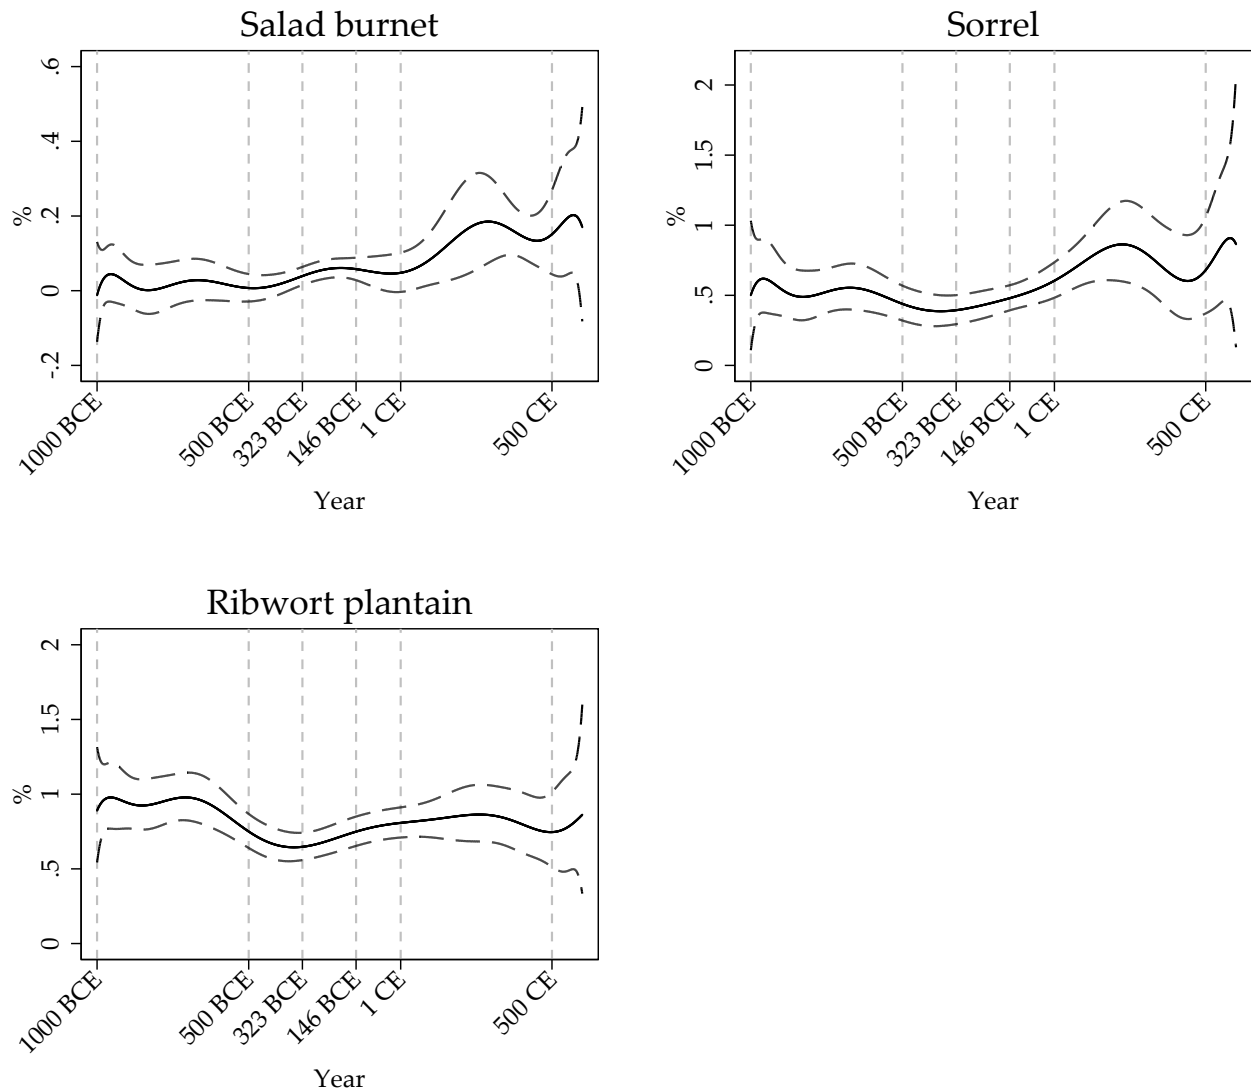 Salad burnet
%
.6
.4
.2
0
-.2
1000 BCE
500 BCE
323 BCE
146 BCE
1 CE
500 CE
Year
Sorrel
%
2
1.5
1
.5
0
1000 BCE
500 BCE
323 BCE
146 BCE
1 CE
500 CE
Year
Ribwort plantain
%
2
1.5
1
.5
0
1000 BCE
500 BCE
323 BCE
146 BCE
1 CE
500 CE
Year